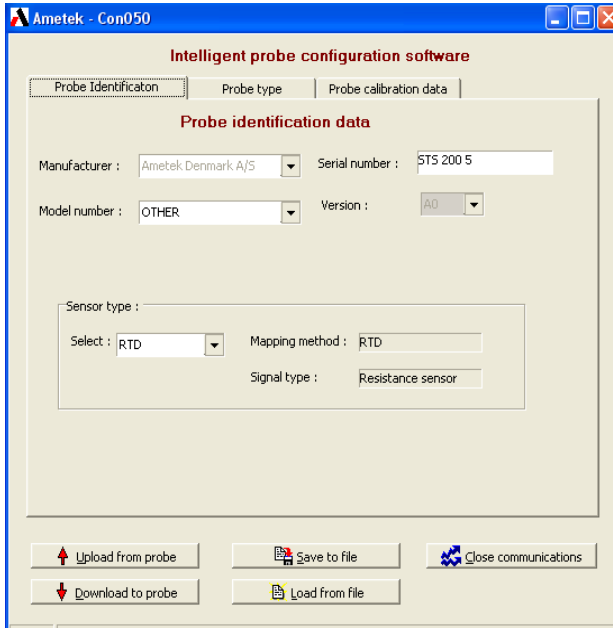 Ametek - Con050
Intelligent probe configuration software
Probe Identificaton
Probe type
Probe calibration data
Probe identification data
Manufacturer :
Ametek Denmark A/S
Serial number :
STS 200 5
Model number :
OTHER
Version :
A0
Sensor type :
Select :
RTD
Mapping method :
RTD
Signal type :
Resistance sensor
Upload from probe
Save to file
Close communications
Download to probe
Load from file